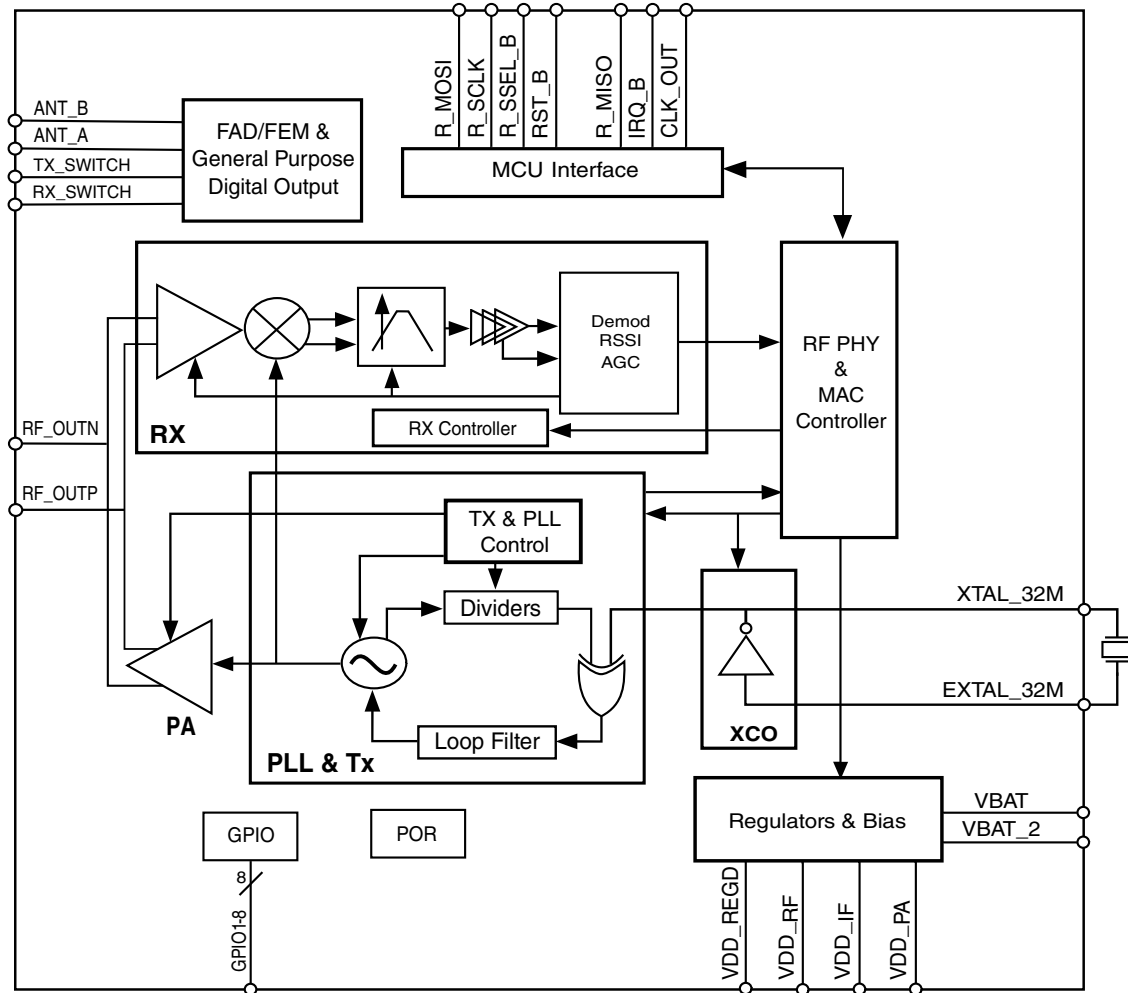 R_MOSI
R_SCLK
R_SSEL_B
RST_B
R_MISO
IRQ_B
CLK_OUT
ANT_B
ANT_A
TX_SWITCH
RX_SWITCH
FAD/FEM &
General Purpose
Digital Output
MCU Interface
Demod
RSSI
AGC
RF PHY
&
MAC
Controller
RX
RX Controller
RF_OUTN
RF_OUTP
TX & PLL
Control
Dividers
XTAL_32M
EXTAL_32M
PA
Loop Filter
XCO
PLL & Tx
GPIO
POR
Regulators & Bias
VBAT
VBAT_2
8
GPIO1-8
VDD_REGD
VDD_RF
VDD_IF
VDD_PA